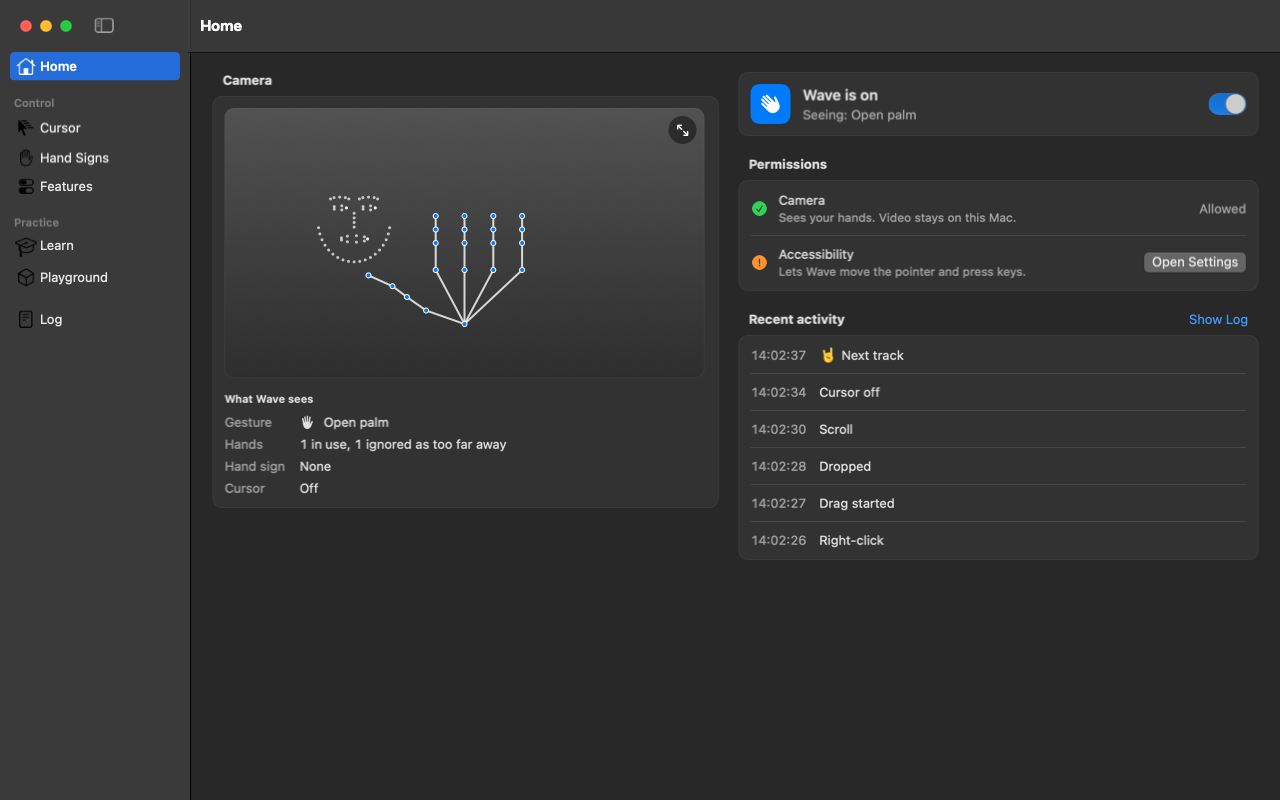 Home
Home
Control
Cursor
Hand Signs
Features
Practice
Learn
Playground
Log
Camera
What Wave sees
Gesture 🖐 Open palm
Hands 1 in use, 1 ignored as too far away
Hand sign None
Cursor Off
Wave is on
Seeing: Open palm
Permissions
Camera
Sees your hands. Video stays on this Mac.
Allowed
Accessibility
Lets Wave move the pointer and press keys.
Open Settings
Recent activity Show Log
14:02:37 🤘 Next track
14:02:34 Cursor off
14:02:30 Scroll
14:02:28 Dropped
14:02:27 Drag started
14:02:26 Right-click